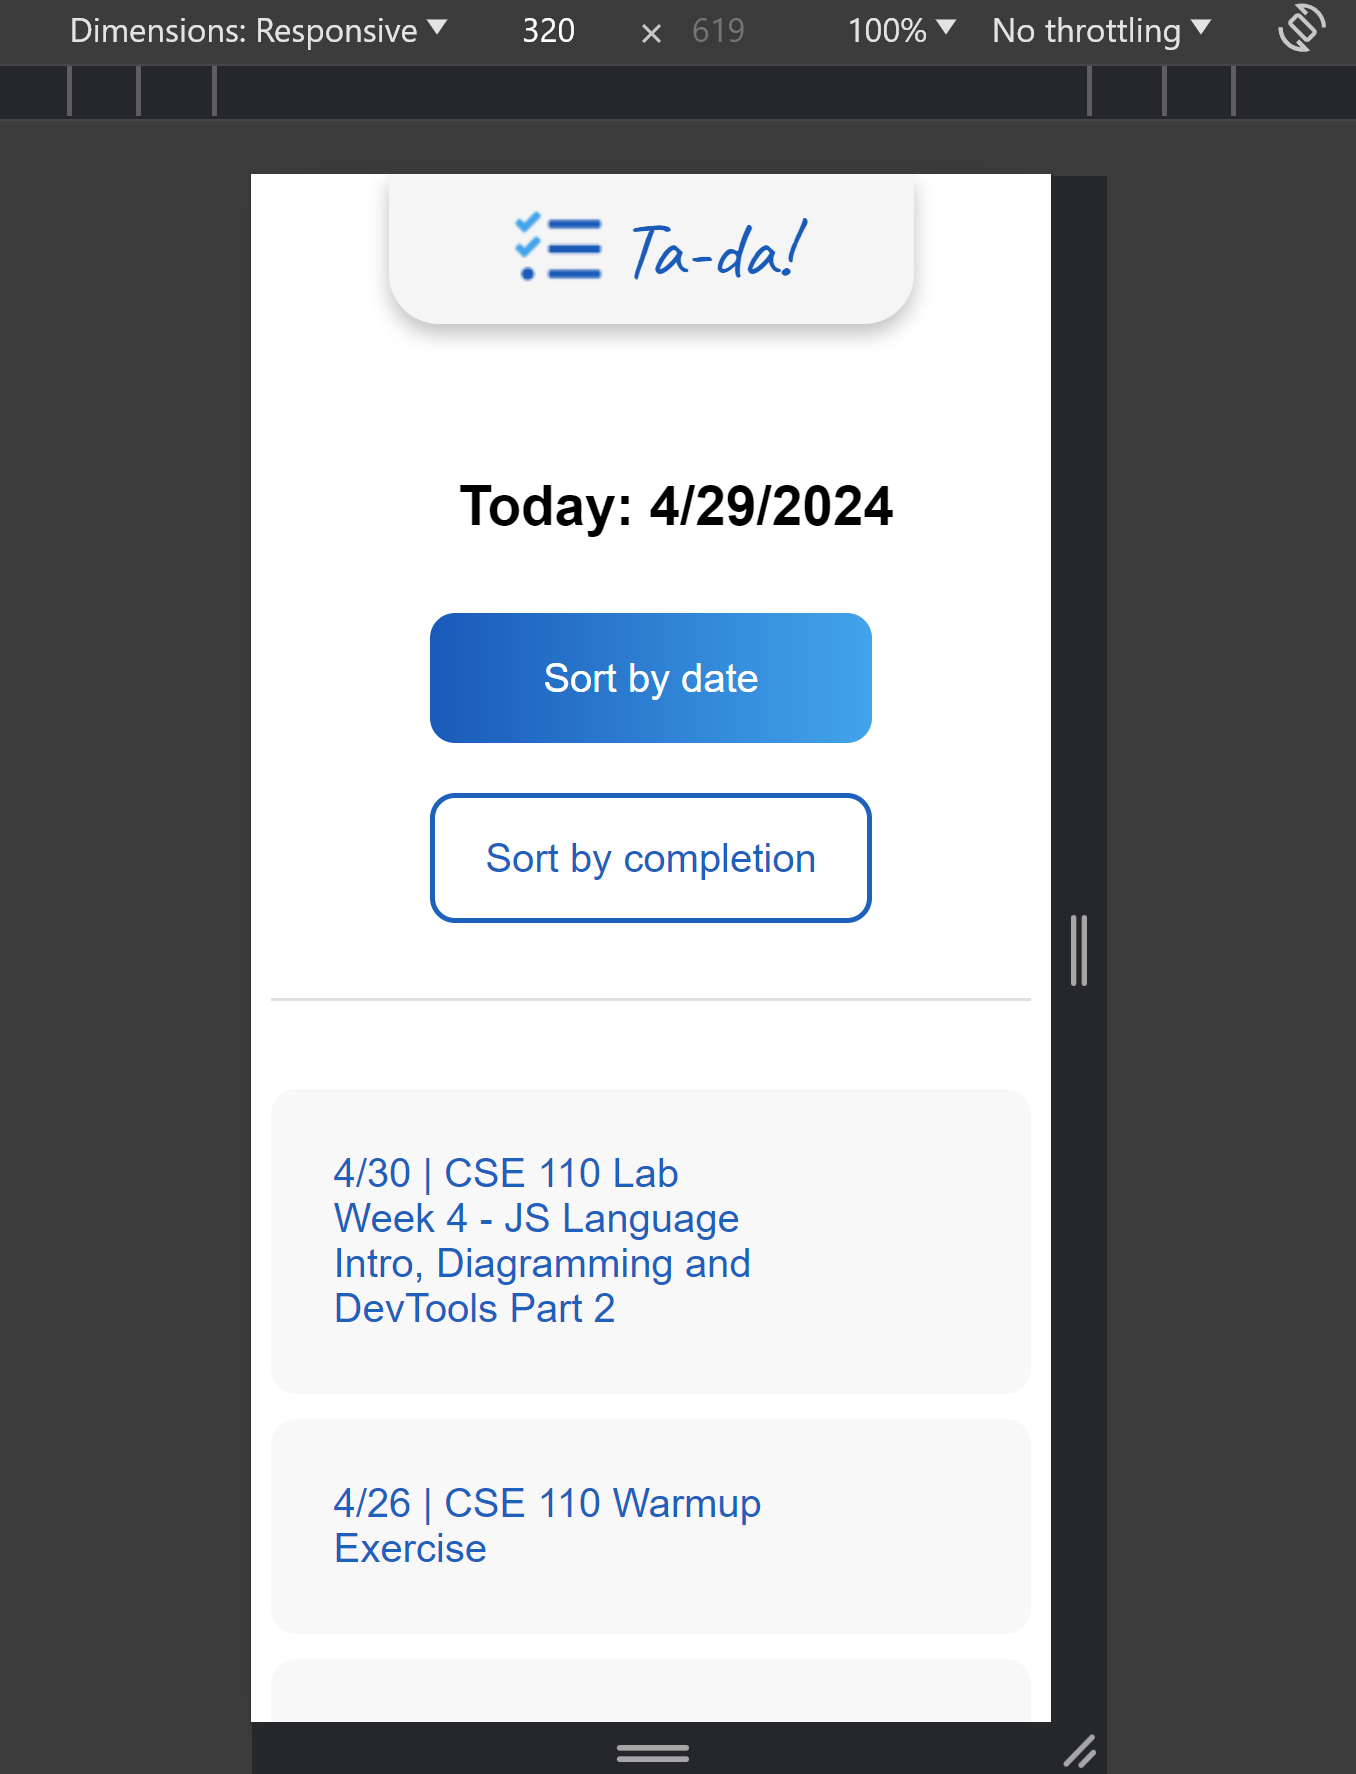 Dimensions: Responsive 320 × 619 100% No throttling
Ta-da!
Today: 4/29/2024
Sort by date
Sort by completion
4/30 | CSE 110 Lab
Week 4 - JS Language
Intro, Diagramming and
DevTools Part 2
4/26 | CSE 110 Warmup
Exercise